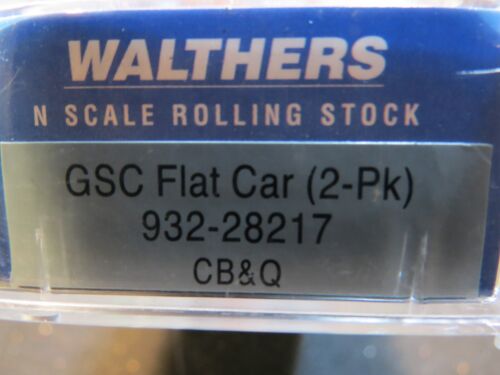 WALTHERS
N SCALE ROLLING STOCK
GSC Flat Car (2-Pk)
932-28217
CB&Q